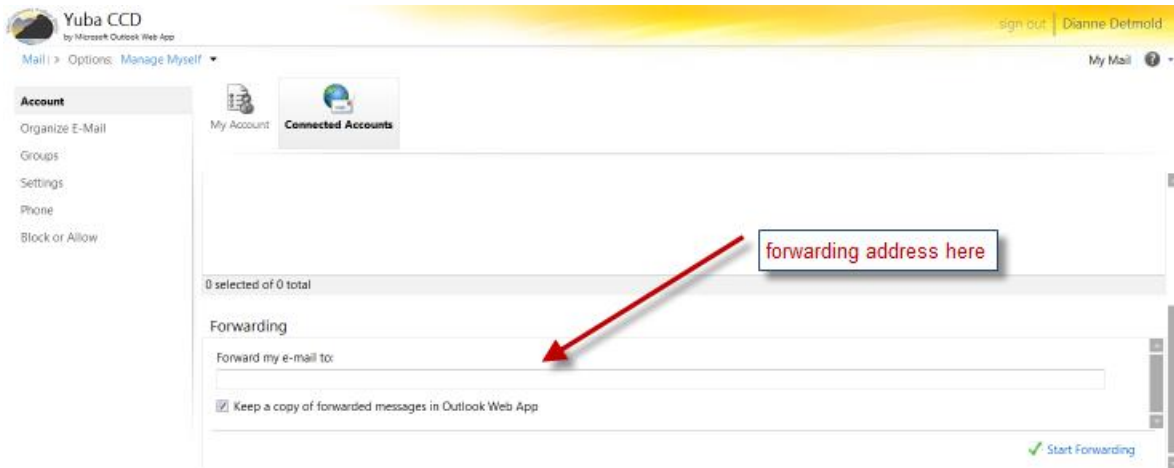 Yuba CCD
by Microsoft Outlook Web App
sign out | Dianne Detmold
Mail > Options: Manage Myself
My Mail
Account
Organize E-Mail
Groups
Settings
Phone
Block or Allow
My Account
Connected Accounts
forwarding address here
0 selected of 0 total
Forwarding
Forward my e-mail to:
Keep a copy of forwarded messages in Outlook Web App
Start Forwarding